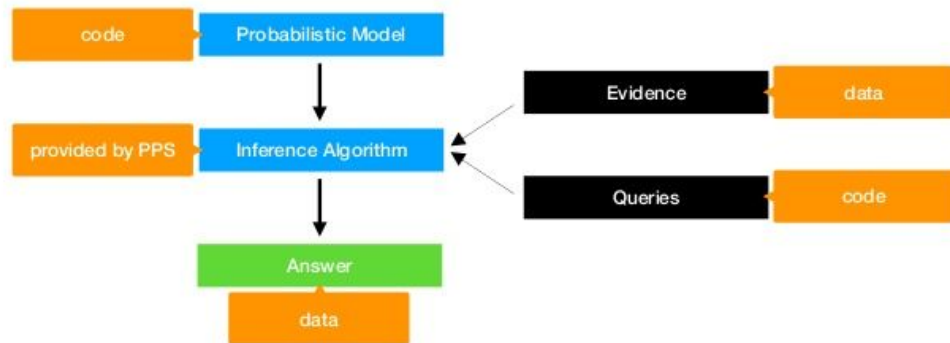 code
Probabilistic Model
Evidence
data
provided by PPS
Inference Algorithm
Queries
code
Answer
data